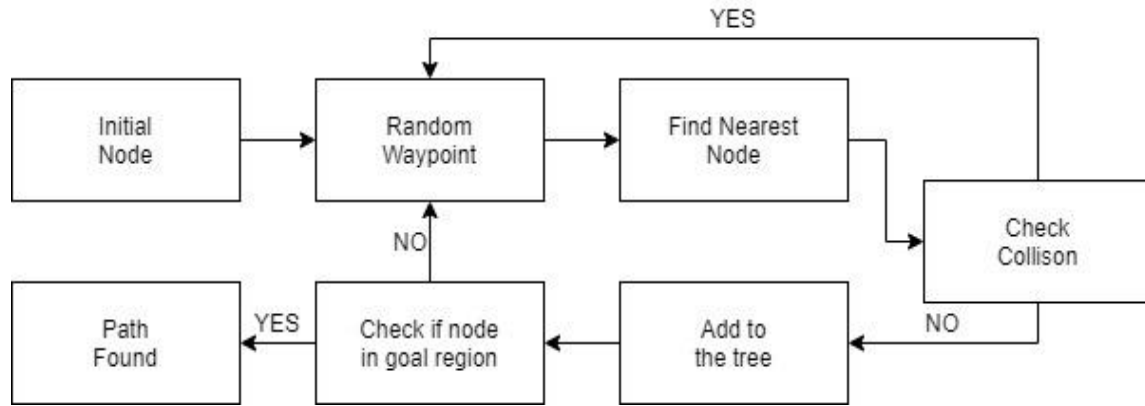 YES
Initial
Node
Random
Waypoint
Find Nearest
Node
Check
Collison
NO
Path
Found
YES
Check if node
in goal region
Add to
the tree
NO